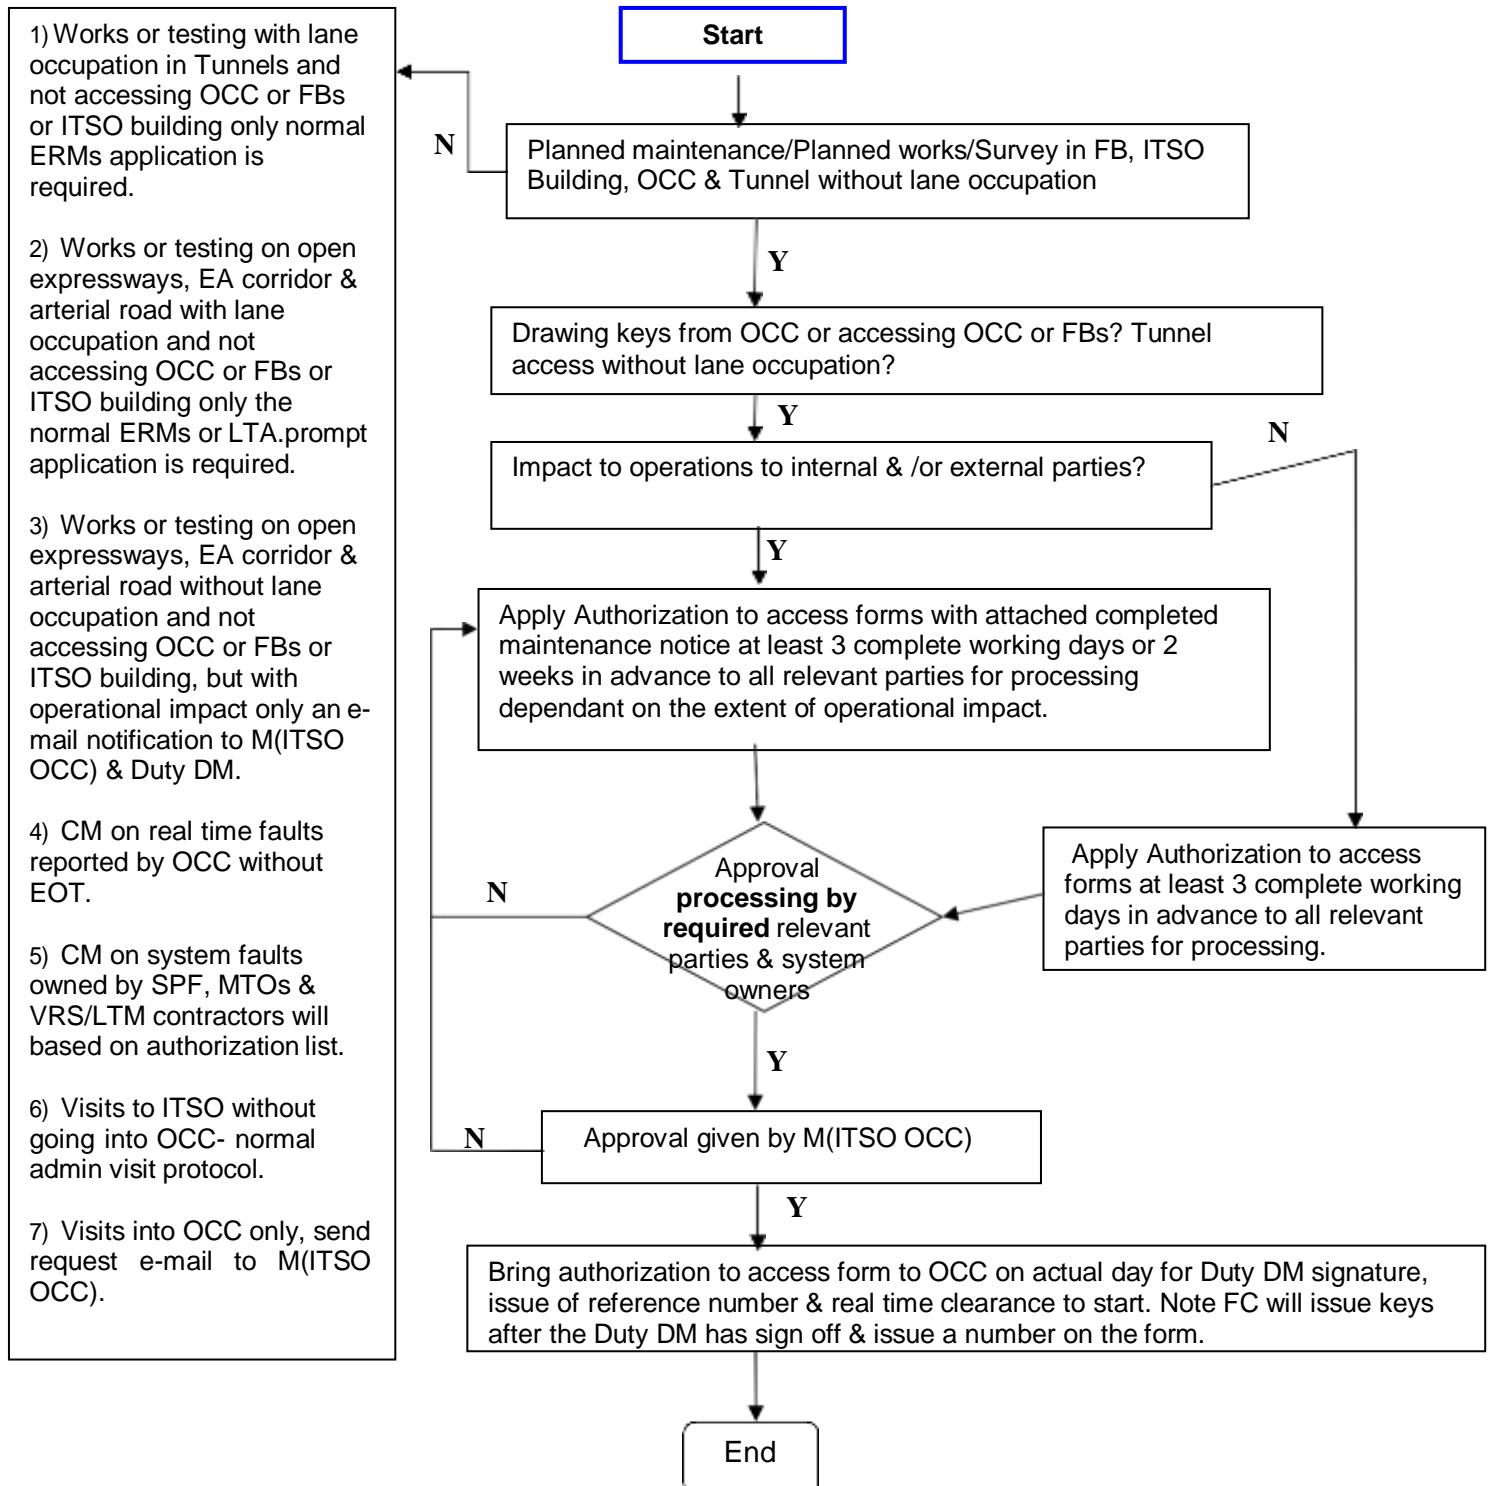 1) Works or testing with lane
occupation in Tunnels and
not accessing OCC or FBs
or ITSO building only normal
ERMs application is
required.
2) Works or testing on open
expressways, EA corridor &
arterial road with lane
occupation and not
accessing OCC or FBs or
ITSO building only the
normal ERMs or LTA.prompt
application is required.
3) Works or testing on open
expressways, EA corridor &
arterial road without lane
occupation and not
accessing OCC or FBs or
ITSO building, but with
operational impact only an e-
mail notification to M(ITSO
OCC) & Duty DM.
4) CM on real time faults
reported by OCC without
EOT.
5) CM on system faults
owned by SPF, MTOs &
VRS/LTM contractors will
based on authorization list.
6) Visits to ITSO without
going into OCC- normal
admin visit protocol.
7) Visits into OCC only, send
request e-mail to M(ITSO
OCC).
Start
N
Planned maintenance/Planned works/Survey in FB, ITSO
Building, OCC & Tunnel without lane occupation
Y
Drawing keys from OCC or accessing OCC or FBs? Tunnel
access without lane occupation?
Y
N
Impact to operations to internal & /or external parties?
Y
Apply Authorization to access forms with attached completed
maintenance notice at least 3 complete working days or 2
weeks in advance to all relevant parties for processing
dependant on the extent of operational impact.
Apply Authorization to access
forms at least 3 complete working
days in advance to all relevant
parties for processing.
N
Approval
processing by
required relevant
parties & system
owners
Y
N
Approval given by M(ITSO OCC)
Y
Bring authorization to access form to OCC on actual day for Duty DM signature,
issue of reference number & real time clearance to start. Note FC will issue keys
after the Duty DM has sign off & issue a number on the form.
End